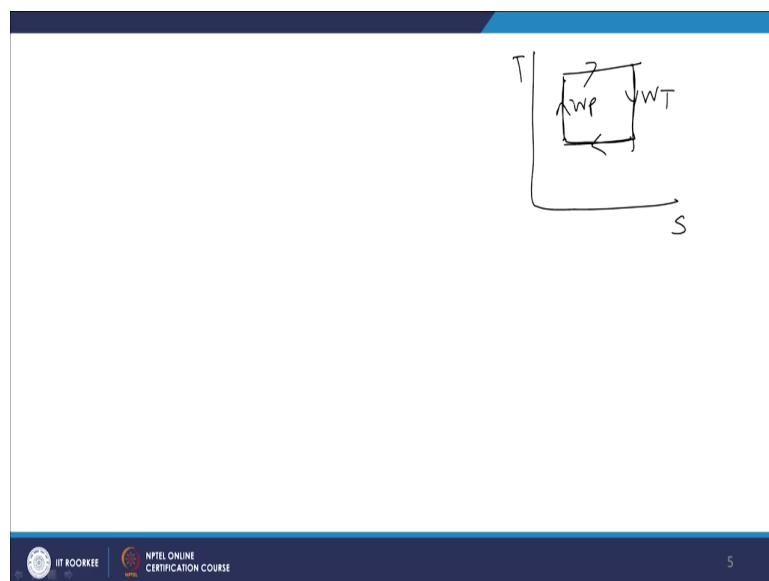 T
WP
WT
S
IIT ROORKEE
NPTEL ONLINE
CERTIFICATION COURSE
5